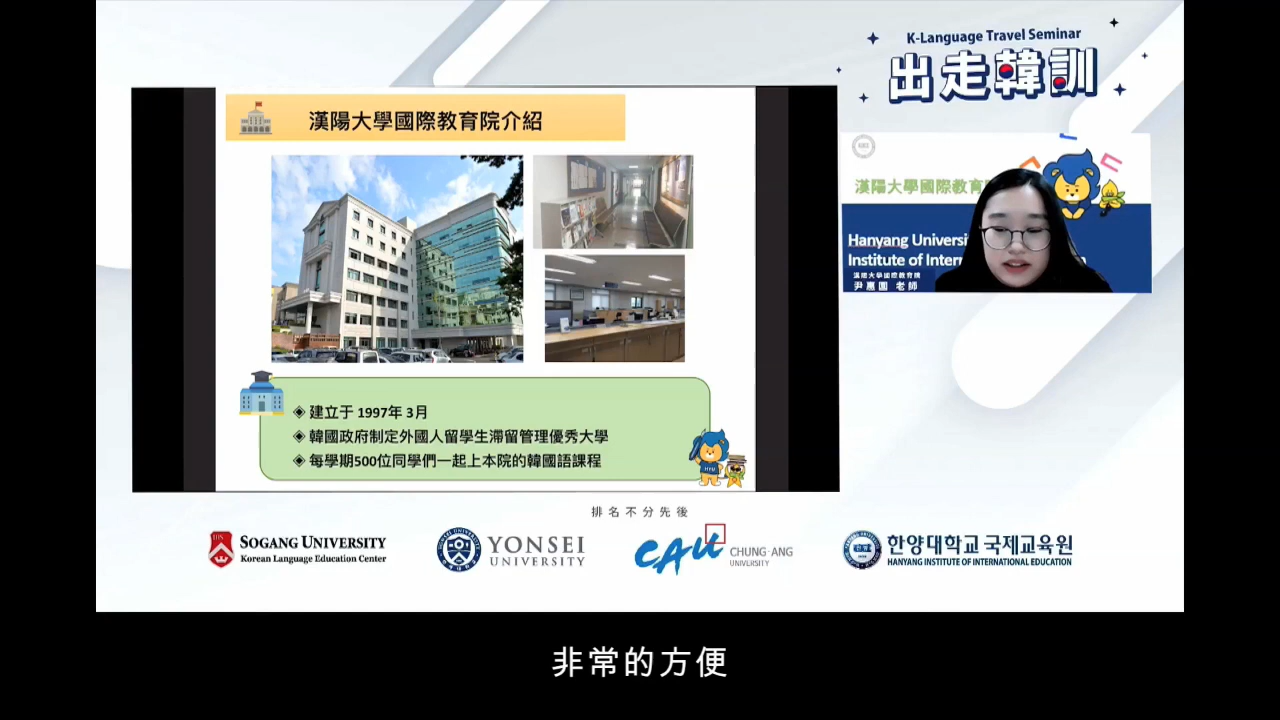 K-Language Travel Seminar
出走韓訓
漢陽大學國際教育院介紹
漢陽大學國際教育
Hanyang Universi
Institute of Inter
漢陽大學國際教育院
尹惠圓 老師
◈ 建立于 1997年 3月
◈ 韓國政府制定外國人留學生滯留管理優秀大學
◈ 每學期500位同學們一起上本院的韓國語課程
HYU
排名不分先後
SOGANG UNIVERSITY
Korean Language Education Center
YONSEI
UNIVERSITY
CAU
CHUNG-ANG
UNIVERSITY
한양대학교 국제교육원
HANYANG INSTITUTE OF INTERNATIONAL EDUCATION
非常的方便